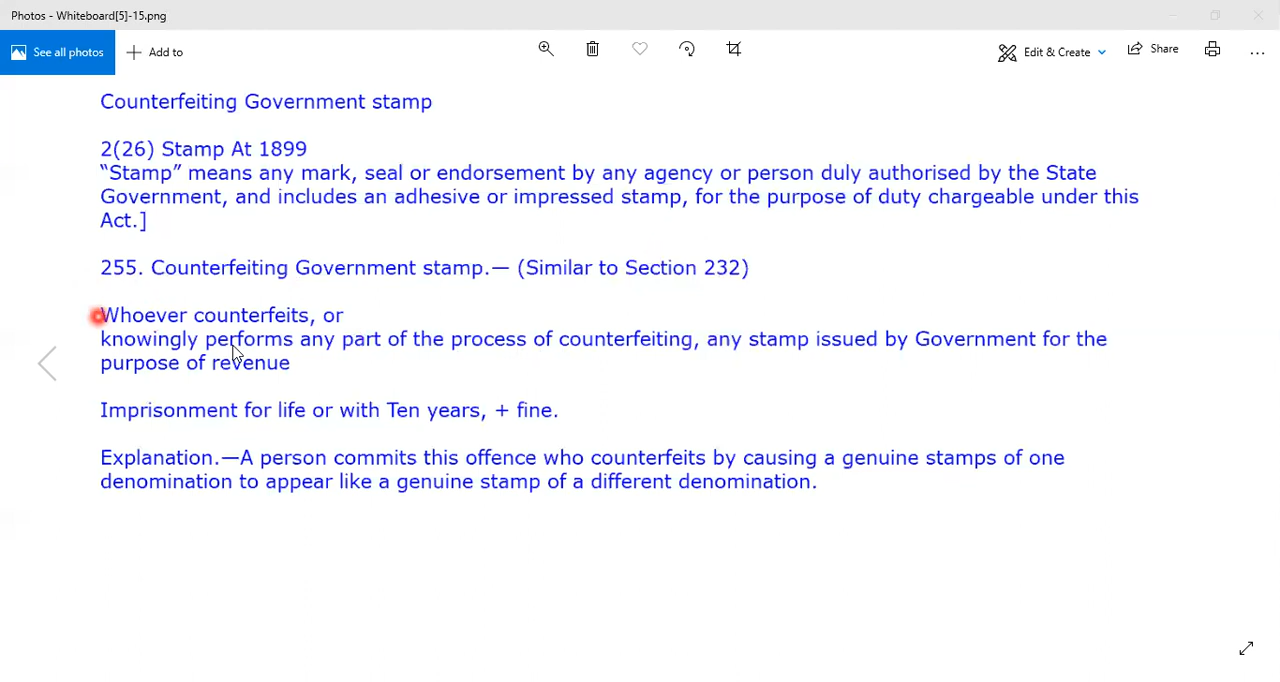 Photos - Whiteboard[5]-15.png
See all photos
Add to
Edit & Create
Share
Counterfeiting Government stamp
2(26) Stamp At 1899
“Stamp” means any mark, seal or endorsement by any agency or person duly authorised by the State
Government, and includes an adhesive or impressed stamp, for the purpose of duty chargeable under this
Act.]
255. Counterfeiting Government stamp.— (Similar to Section 232)
Whoever counterfeits, or
knowingly performs any part of the process of counterfeiting, any stamp issued by Government for the
purpose of revenue
Imprisonment for life or with Ten years, + fine.
Explanation.—A person commits this offence who counterfeits by causing a genuine stamps of one
denomination to appear like a genuine stamp of a different denomination.